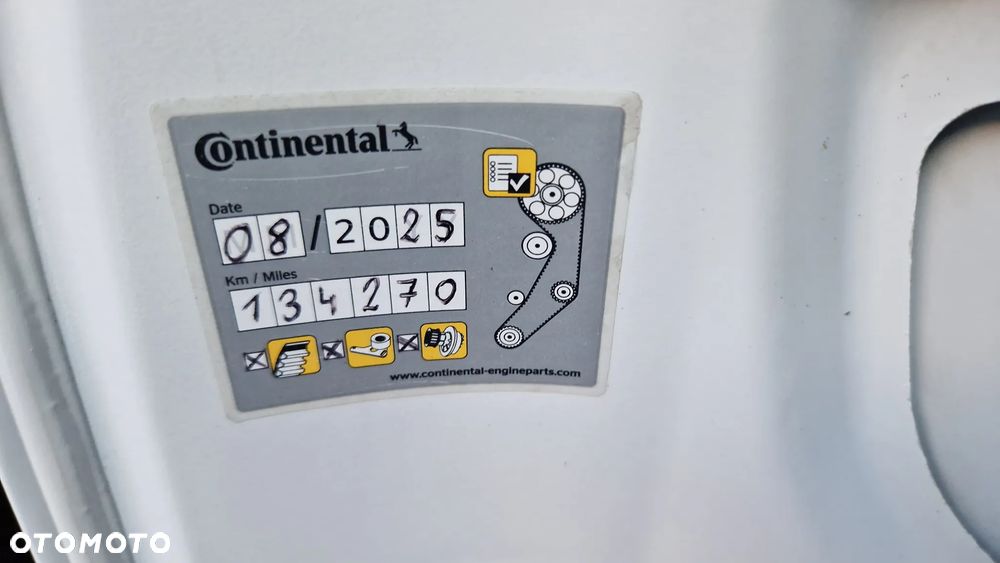 Continental
Date
08/2025
Km / Miles
134270
www.continental-engineparts.com
OTOMOTO